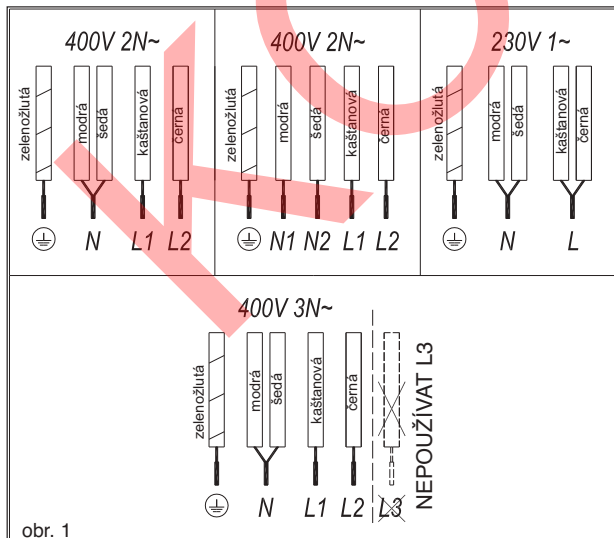 400V 2N~
zelenožlutá
modrá
šedá
kaštanová
černá
N L1 L2
400V 2N~
zelenožlutá
modrá
šedá
kaštanová
černá
N1 N2 L1 L2
230V 1~
zelenožlutá
modrá
šedá
kaštanová
černá
N L
400V 3N~
zelenožlutá
modrá
šedá
kaštanová
černá
N L1 L2 L3
NEPOUŽÍVAT L3
obr. 1